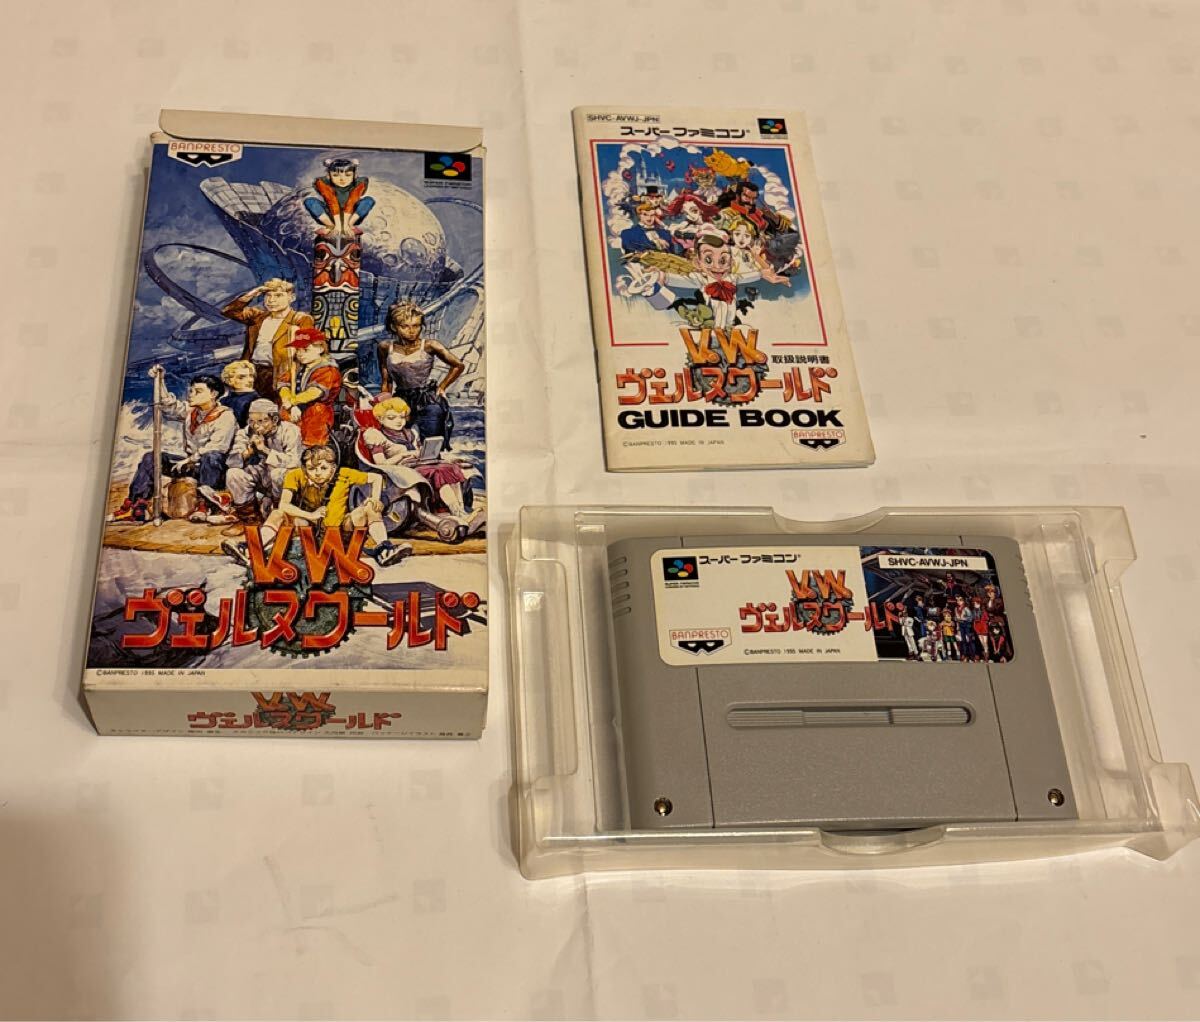 BANPRESTO
SUPER FAMICOM
V.W.
ヴェルヌワールド
©BANPRESTO 1995 MADE IN JAPAN
V.W.
ヴェルヌワールド
SHVC-AVWJ-JPN
スーパーファミコン
V.W.
取扱説明書
ヴェルヌワールド
GUIDE BOOK
©BANPRESTO 1995 MADE IN JAPAN
BANPRESTO
スーパーファミコン
SUPER FAMICOM
SHVC-AVWJ-JPN
V.W.
ヴェルヌワールド
BANPRESTO
©BANPRESTO 1995 MADE IN JAPAN